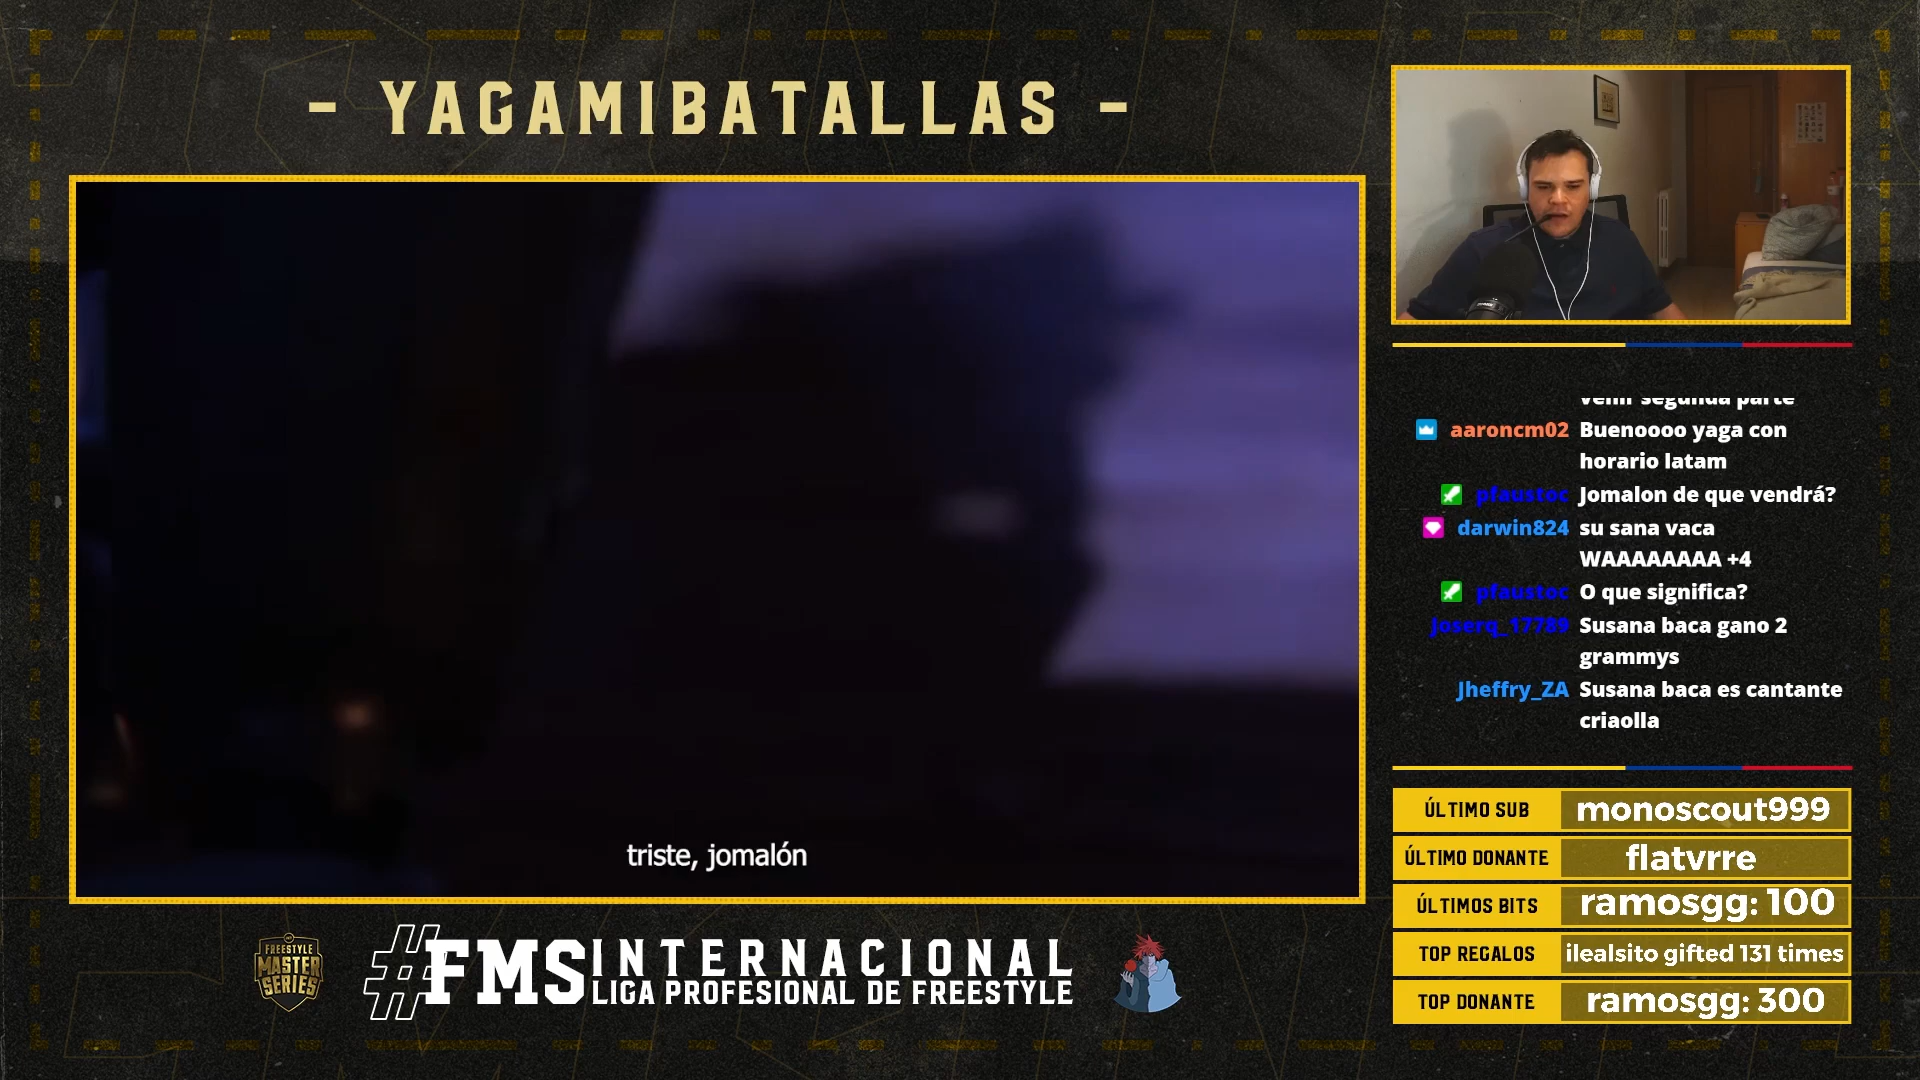 - YAGAMIBATALLAS -
venir segunda parte
aaroncm02 Buenoooo yaga con
horario latam
pfaustoc Jomalon de que vendrá?
darwin824 su sana vaca
WAAAAAAAA +4
pfaustoc O que significa?
Joserq_17789 Susana baca gano 2
grammys
Jheffry_ZA Susana baca es cantante
criaolla
triste, jomalón
ÚLTIMO SUB monoscout999
ÚLTIMO DONANTE flatvrre
ÚLTIMOS BITS ramosgg: 100
TOP REGALOS ilealsito gifted 131 times
TOP DONANTE ramosgg: 300
FREESTYLE
MASTER
SERIES
#FMS INTERNACIONAL
LIGA PROFESIONAL DE FREESTYLE